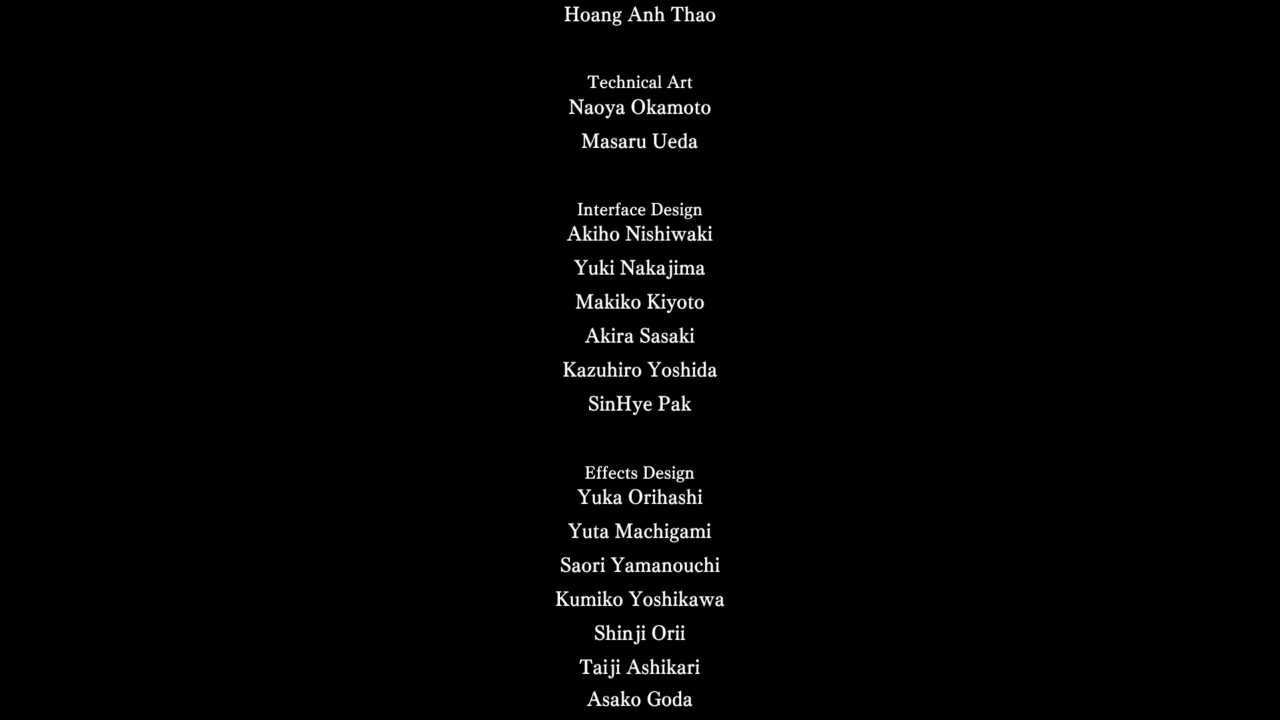 Hoang Anh Thao
Technical Art
Naoya Okamoto
Masaru Ueda
Interface Design
Akiho Nishiwaki
Yuki Nakajima
Makiko Kiyoto
Akira Sasaki
Kazuhiro Yoshida
SinHye Pak
Effects Design
Yuka Orihashi
Yuta Machigami
Saori Yamanouchi
Kumiko Yoshikawa
Shinji Orii
Taiji Ashikari
Asako Goda